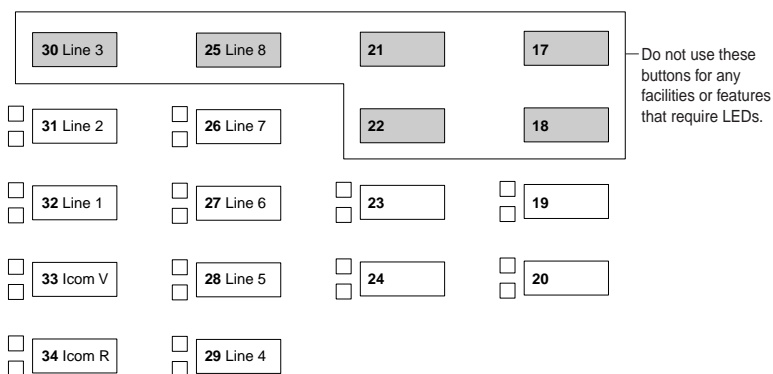 30 Line 3
25 Line 8
21
17
Do not use these
buttons for any
facilities or features
that require LEDs.
31 Line 2
26 Line 7
22
18
32 Line 1
27 Line 6
23
19
33 Icom V
28 Line 5
24
20
34 Icom R
29 Line 4